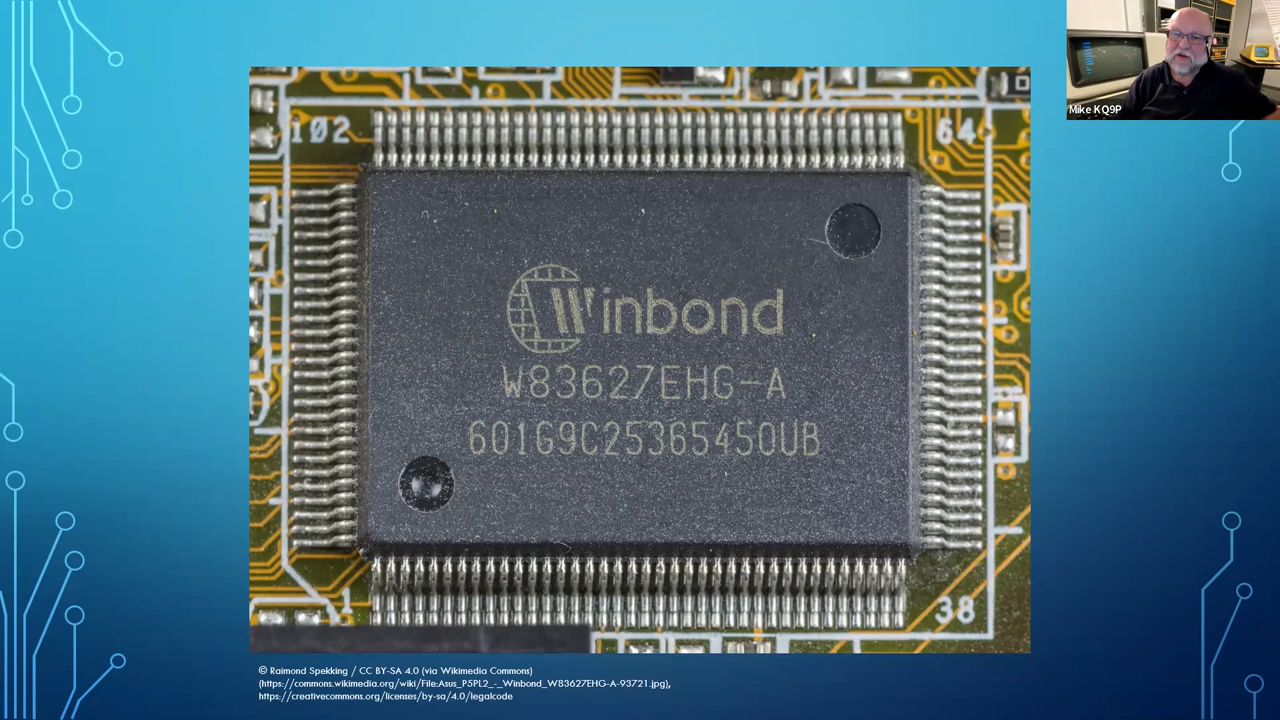 Mike KQ9P
102
64
Winbond
W83627EHG-A
601G9C25365450UB
1
38
© Raimond Spekking / CC BY-SA 4.0 (via Wikimedia Commons)
(https://commons.wikimedia.org/wiki/File:Asus_P5PL2_-_Winbond_W83627EHG-A-93721.jpg),
https://creativecommons.org/licenses/by-sa/4.0/legalcode